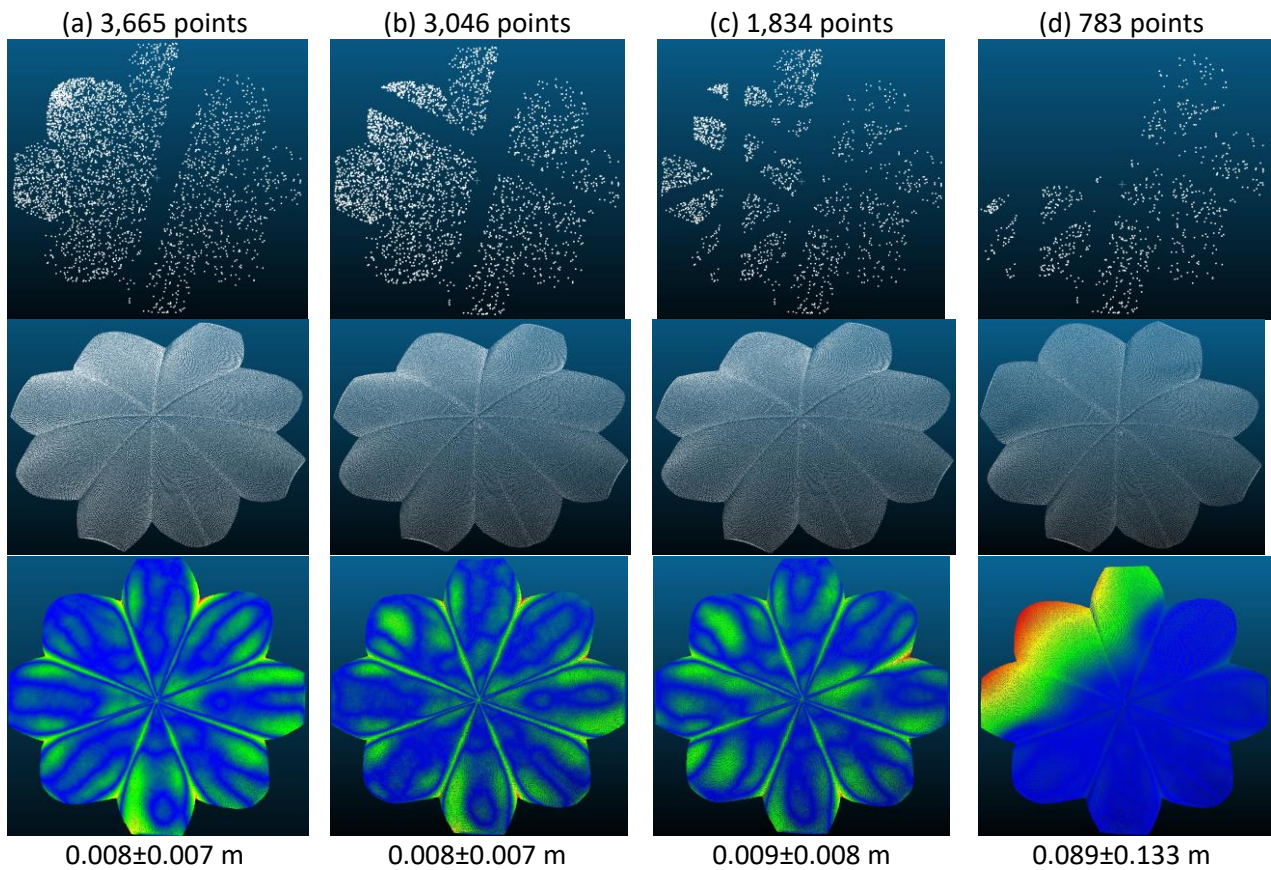 (a) 3,665 points
(b) 3,046 points
(c) 1,834 points
(d) 783 points
0.008±0.007 m
0.008±0.007 m
0.009±0.008 m
0.089±0.133 m